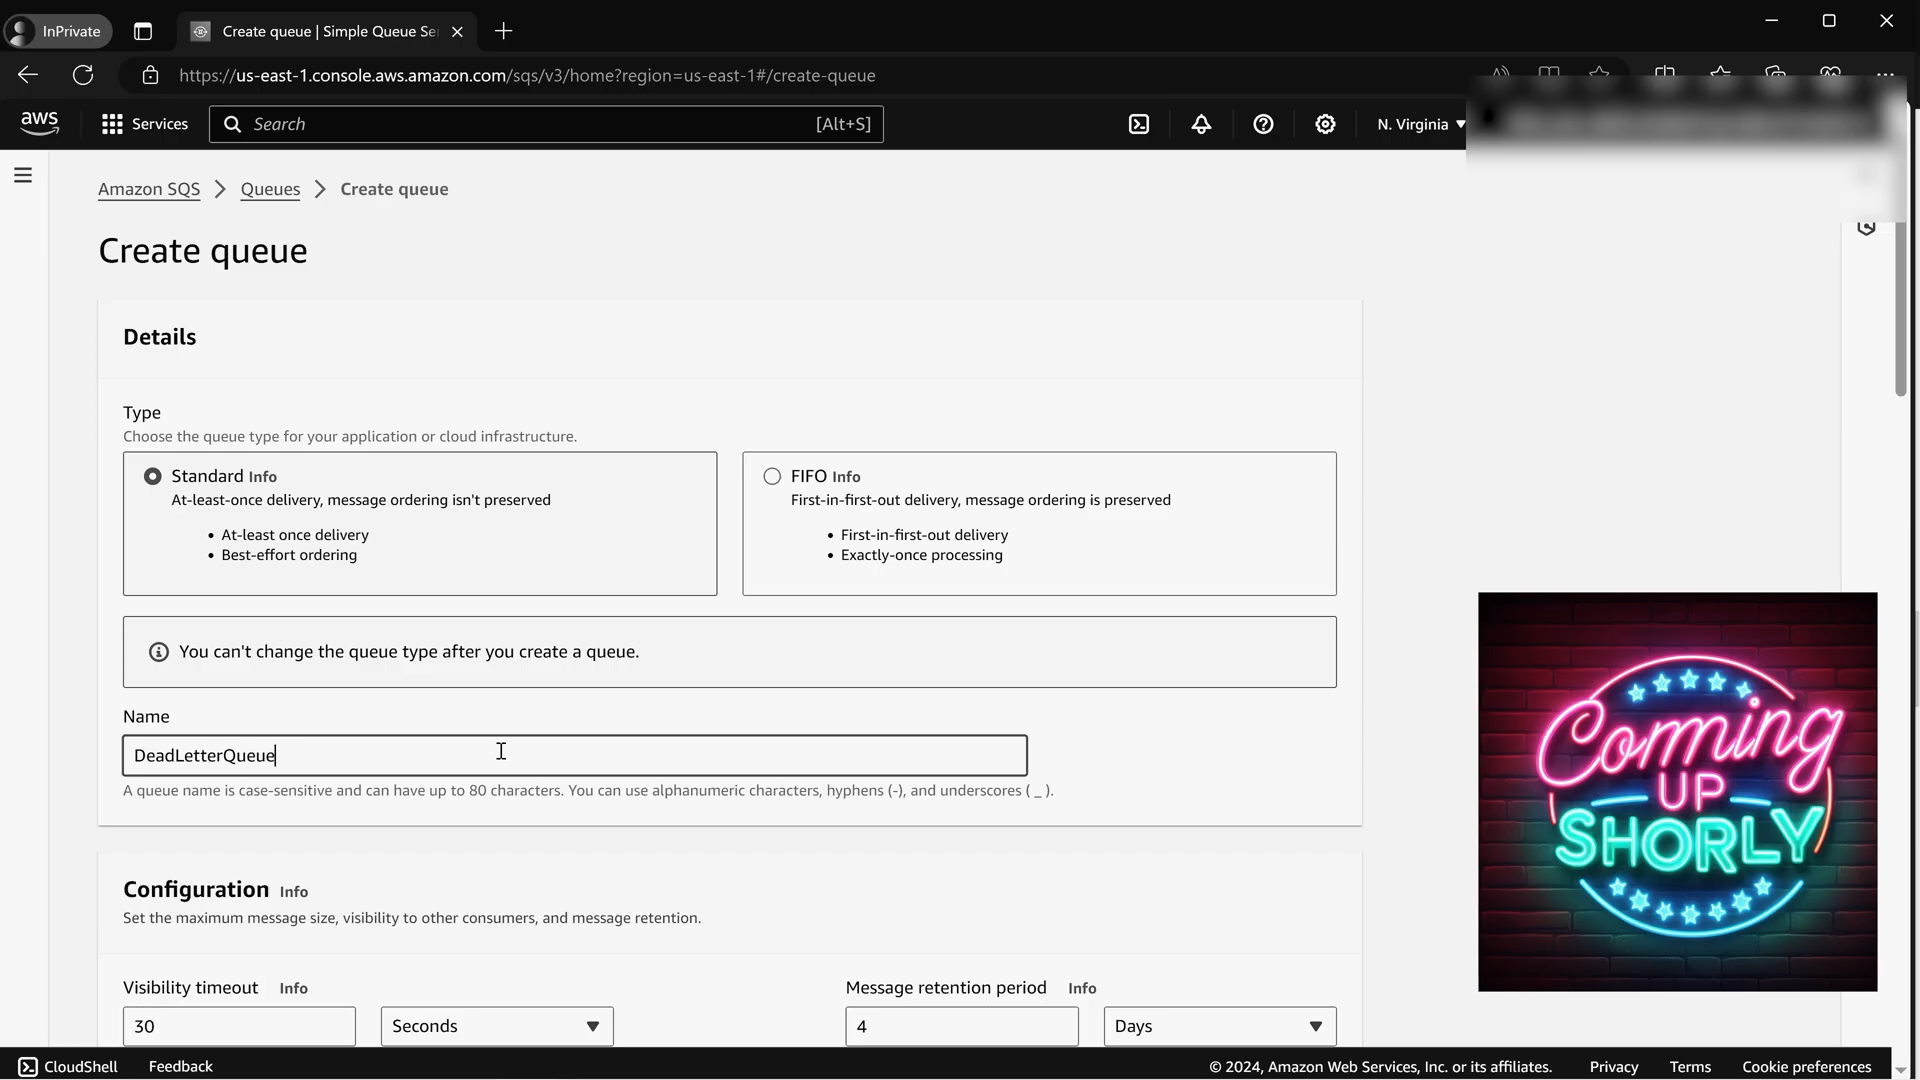 InPrivate
Create queue | Simple Queue Se
https://us-east-1.console.aws.amazon.com/sqs/v3/home?region=us-east-1#/create-queue
aws
Services
Search
[Alt+S]
N. Virginia
Amazon SQS
Queues
Create queue
Create queue
Details
Type
Choose the queue type for your application or cloud infrastructure.
Standard Info
At-least-once delivery, message ordering isn't preserved
• At-least once delivery
• Best-effort ordering
FIFO Info
First-in-first-out delivery, message ordering is preserved
• First-in-first-out delivery
• Exactly-once processing
You can't change the queue type after you create a queue.
Name
DeadLetterQueue
A queue name is case-sensitive and can have up to 80 characters. You can use alphanumeric characters, hyphens (-), and underscores ( _ ).
Configuration Info
Set the maximum message size, visibility to other consumers, and message retention.
Visibility timeout Info
30
Seconds
Message retention period Info
4
Days
Coming
UP
SHORLY
CloudShell
Feedback
© 2024, Amazon Web Services, Inc. or its affiliates.
Privacy
Terms
Cookie preferences